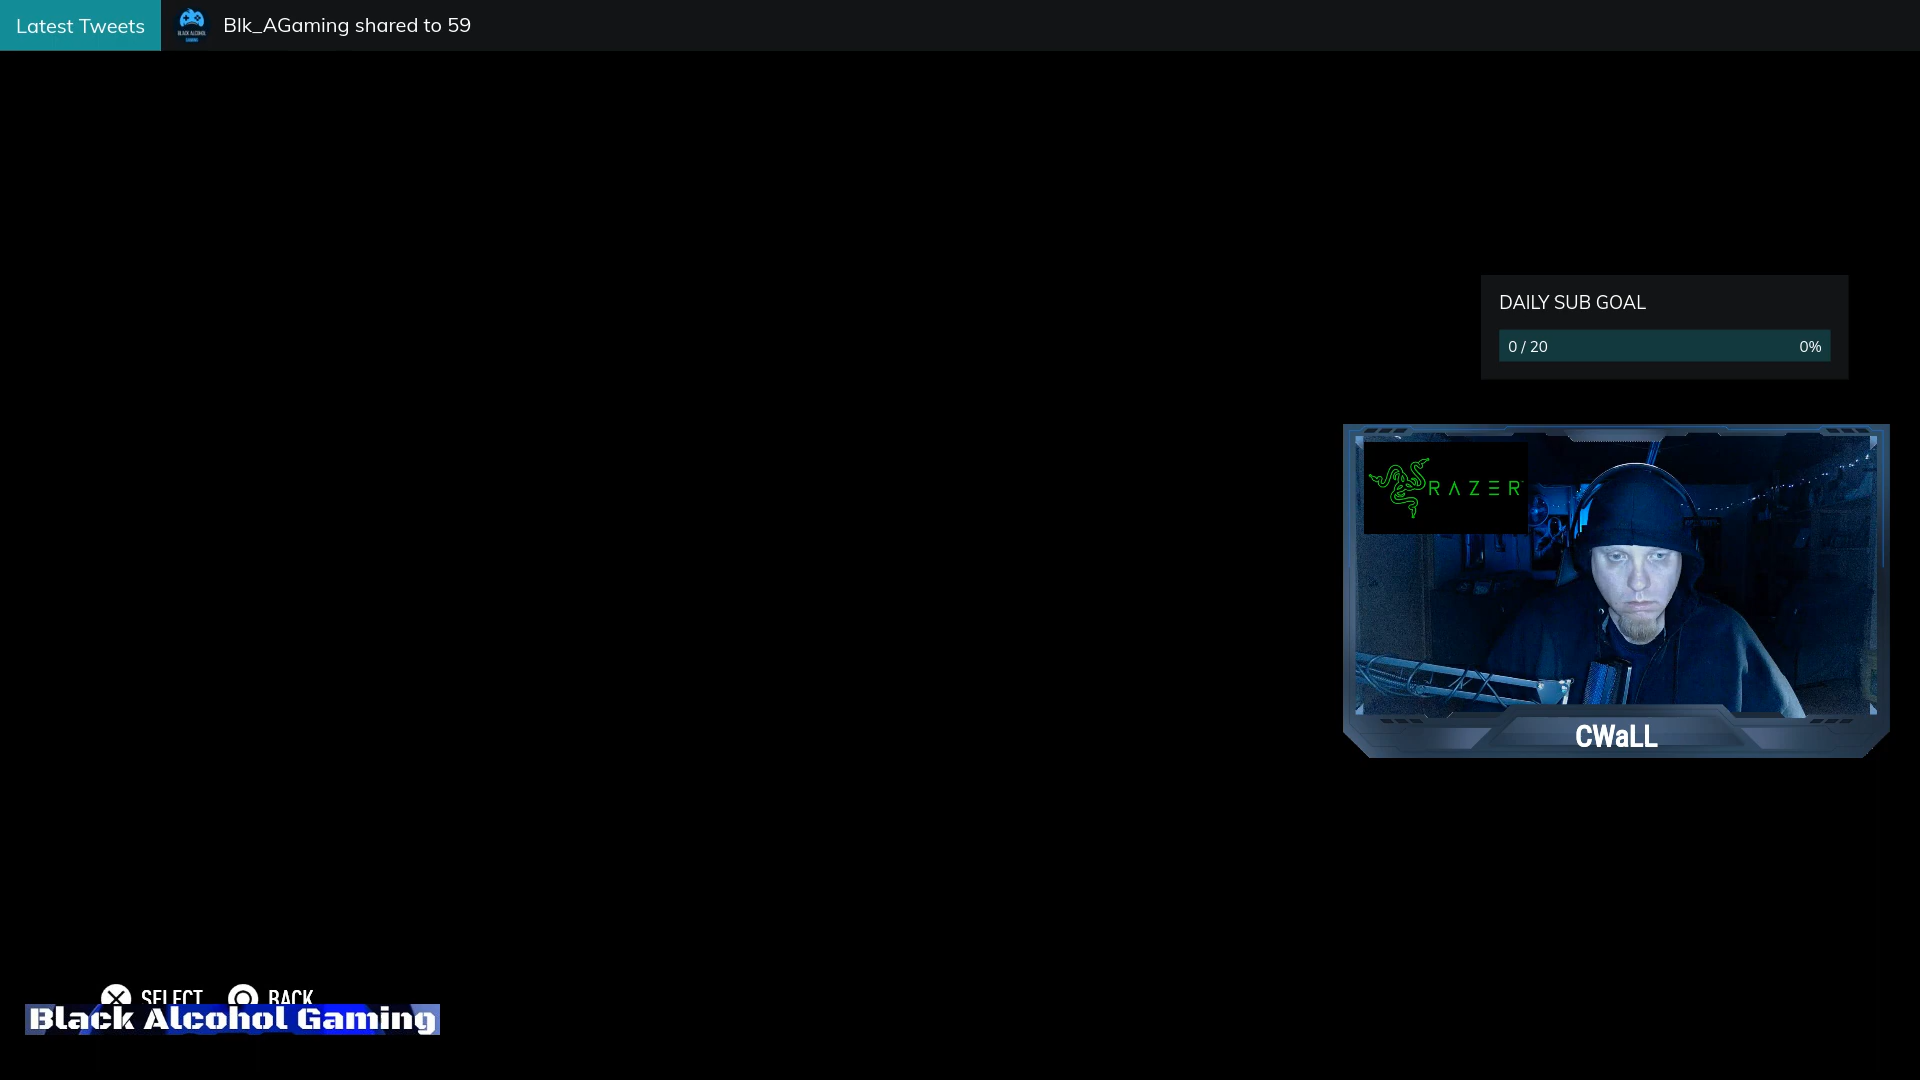 Latest Tweets
Blk_AGaming shared to 59
DAILY SUB GOAL
0 / 20 0%
RAZER
CWaLL
SELECT BACK
Black Alcohol Gaming